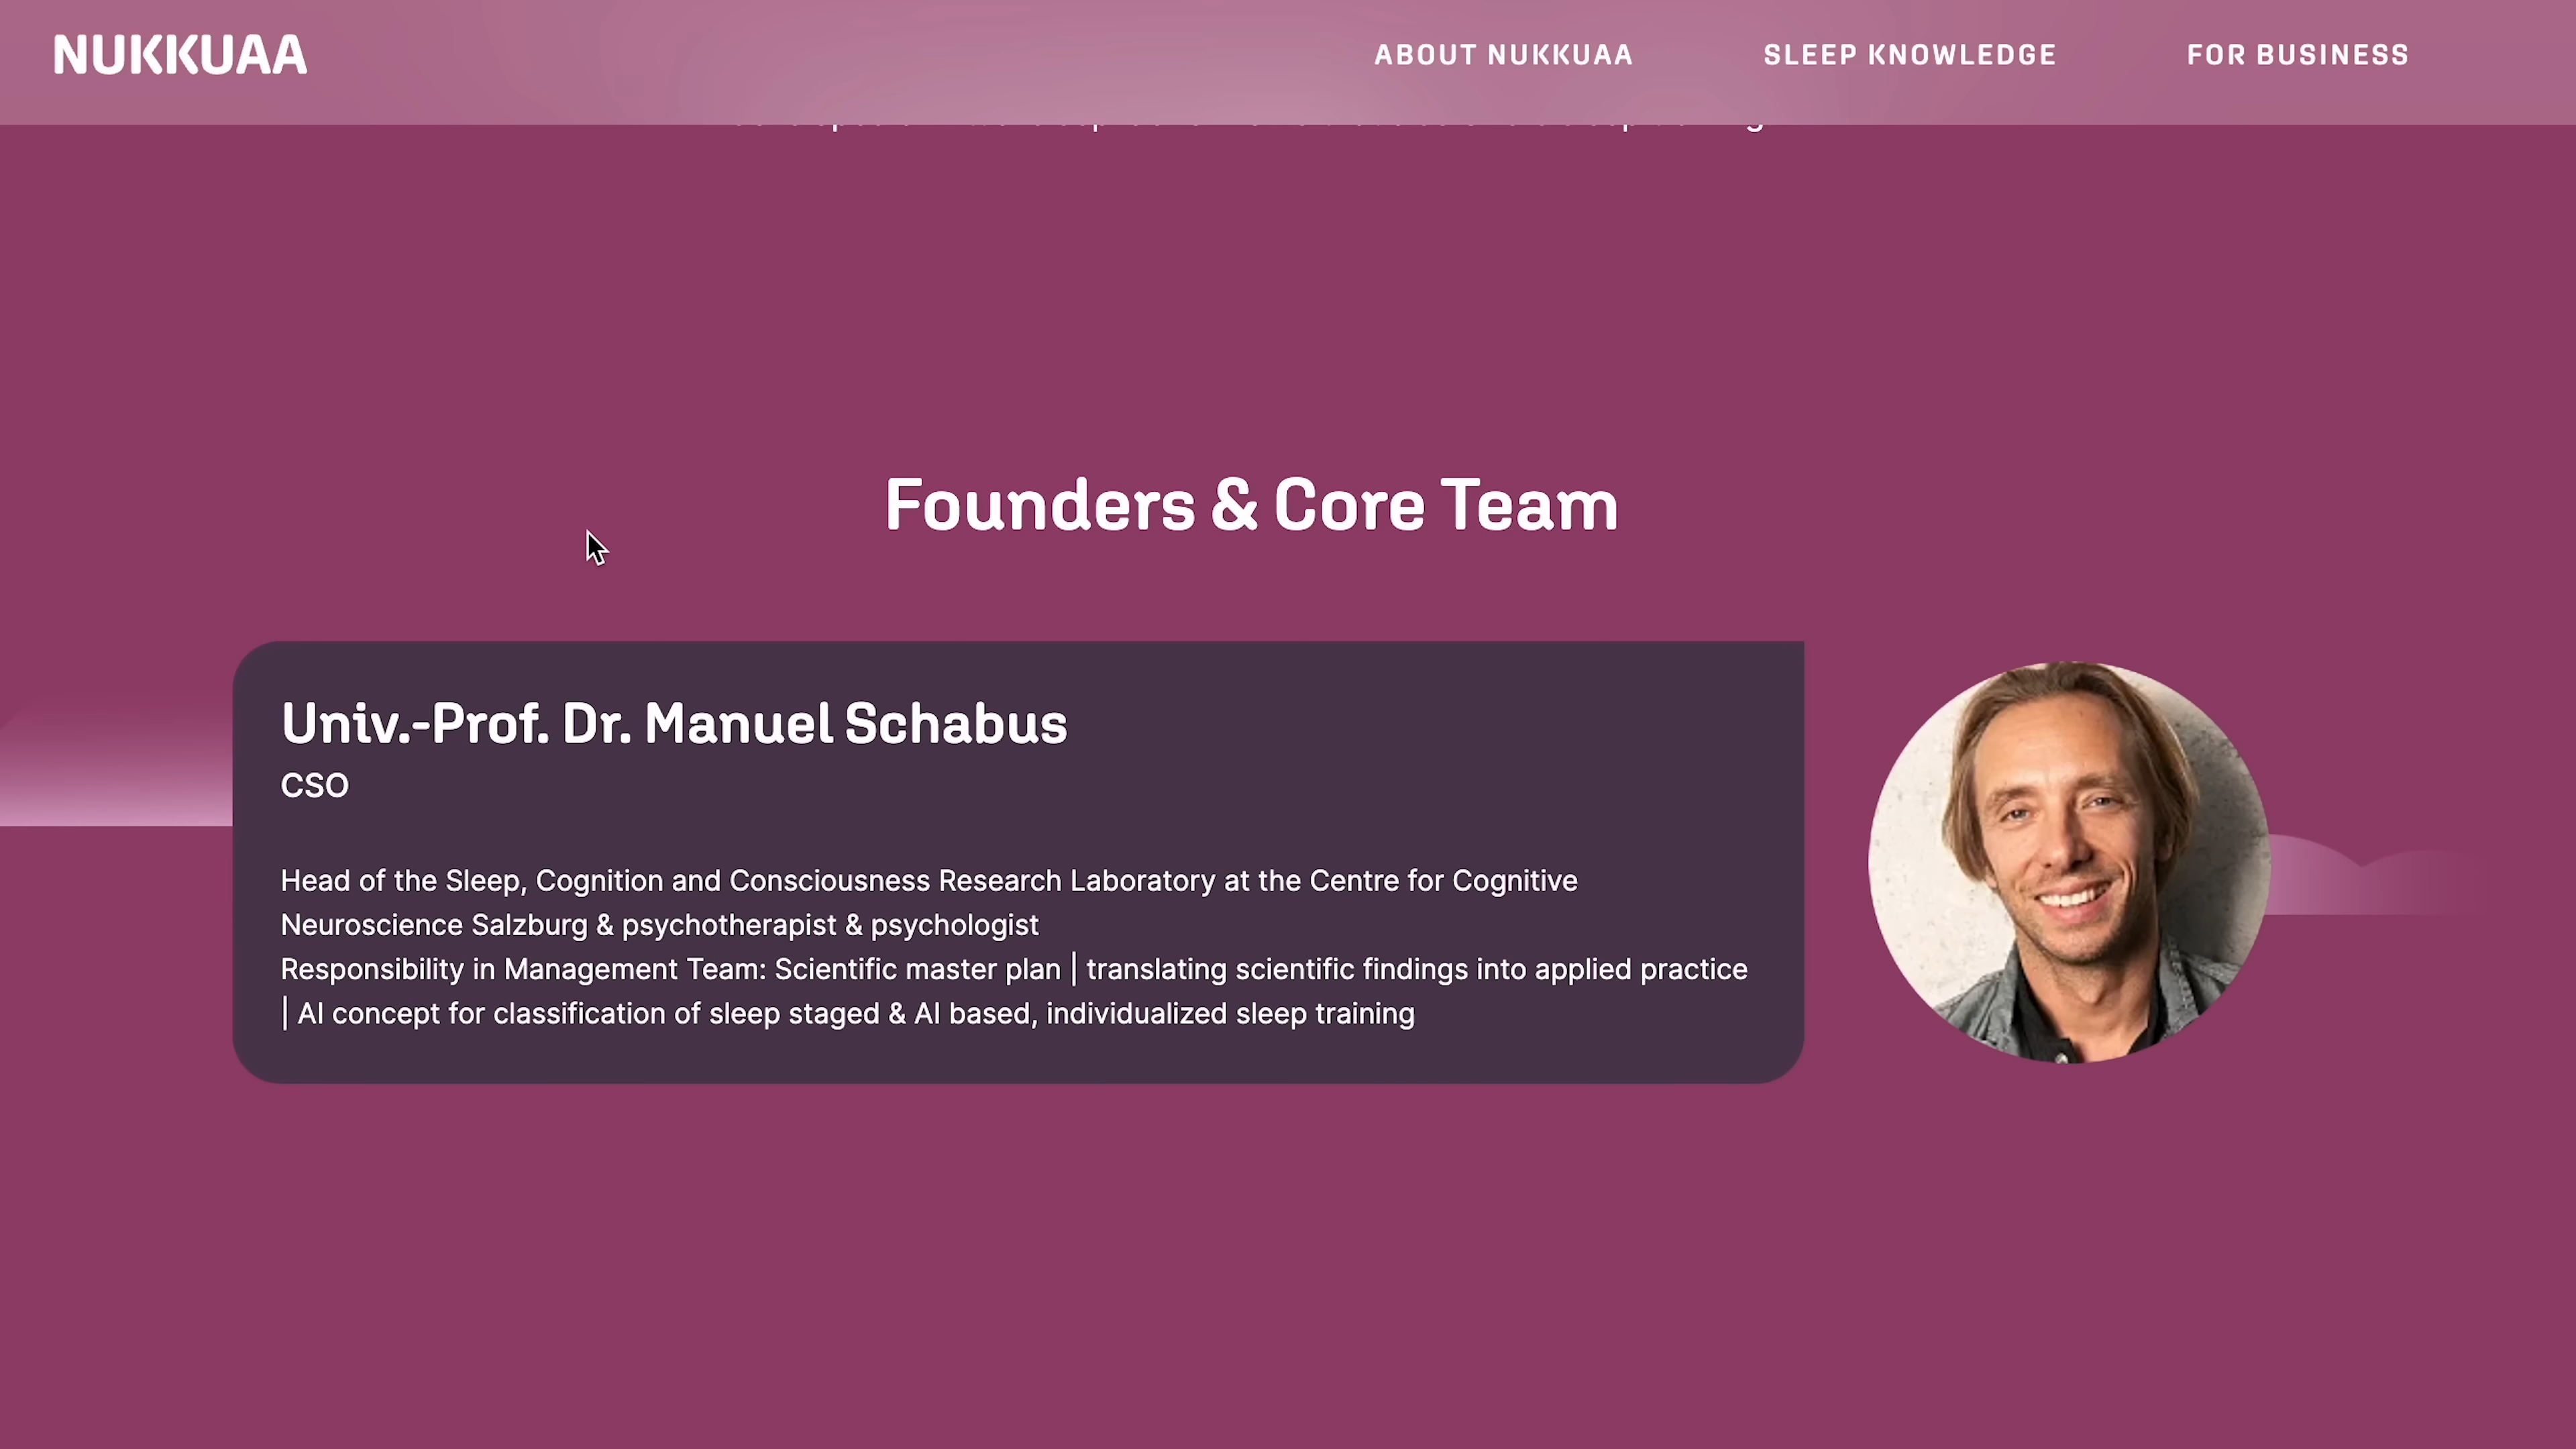 NUKKUAA
ABOUT NUKKUAA
SLEEP KNOWLEDGE
FOR BUSINESS
Founders & Core Team
Univ.-Prof. Dr. Manuel Schabus
CSO
Head of the Sleep, Cognition and Consciousness Research Laboratory at the Centre for Cognitive
Neuroscience Salzburg & psychotherapist & psychologist
Responsibility in Management Team: Scientific master plan | translating scientific findings into applied practice
| AI concept for classification of sleep staged & AI based, individualized sleep training